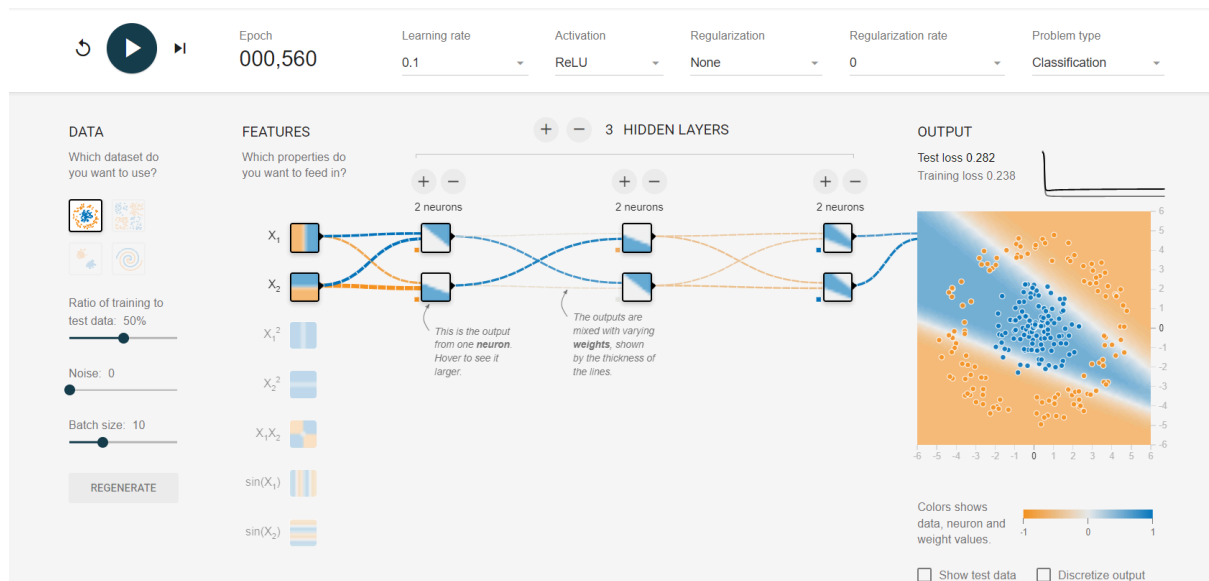 Epoch
000,560
Learning rate
0.1
Activation
ReLU
Regularization
None
Regularization rate
0
Problem type
Classification
DATA
Which dataset do
you want to use?
Ratio of training to
test data: 50%
Noise: 0
Batch size: 10
REGENERATE
FEATURES
Which properties do
you want to feed in?
X1
X2
X1²
X2²
X1X2
sin(X1)
sin(X2)
+ − 3 HIDDEN LAYERS
+ −
2 neurons
+ −
2 neurons
+ −
2 neurons
This is the output
from one neuron.
Hover to see it
larger.
The outputs are
mixed with varying
weights, shown
by the thickness of
the lines.
OUTPUT
Test loss 0.282
Training loss 0.238
6
5
4
3
2
1
0
-1
-2
-3
-4
-5
-6
-6 -5 -4 -3 -2 -1 0 1 2 3 4 5 6
Colors shows
data, neuron and
weight values.
-1 0 1
Show test data
Discretize output